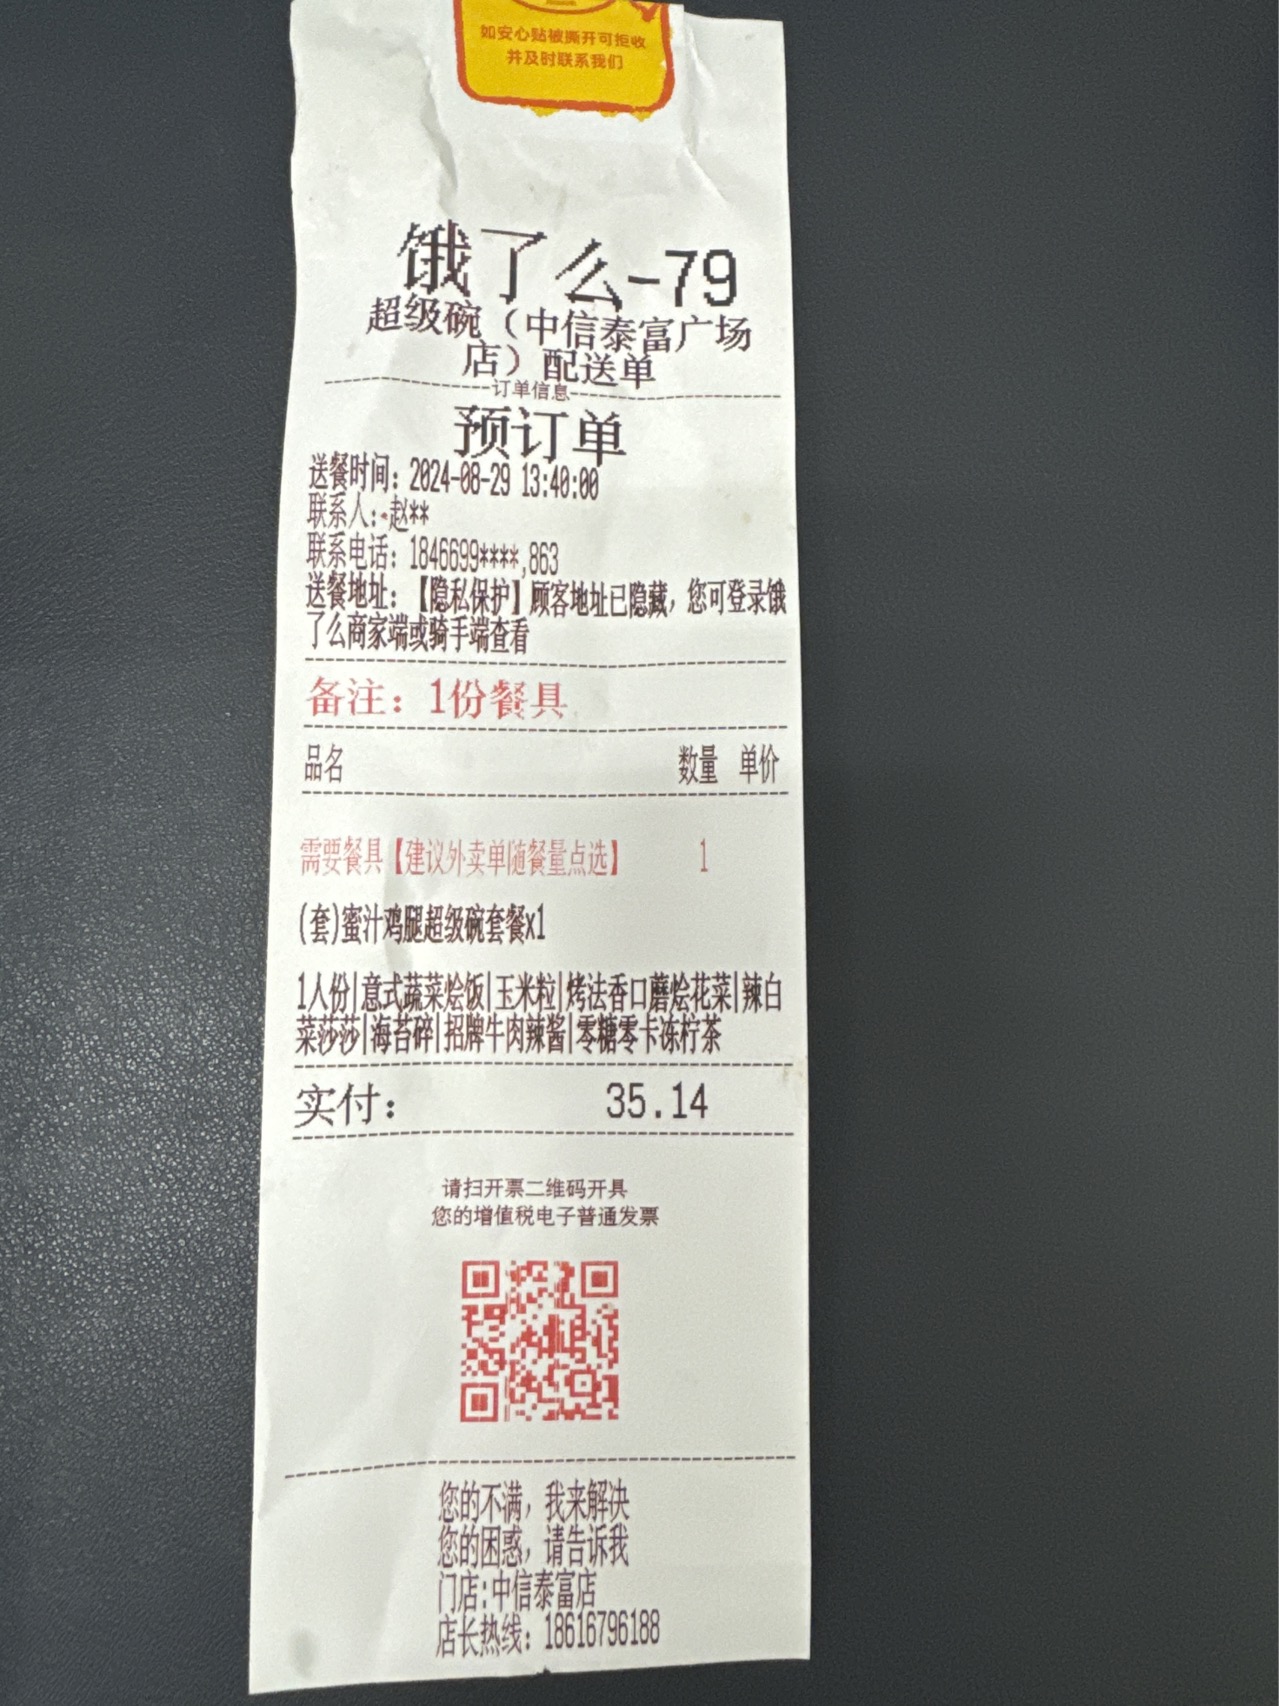 如安心贴被撕开可拒收
并及时联系我们
饿了么-79
超级碗（中信泰富广场
店）配送单
订单信息
预订单
送餐时间：2024-08-29 13:40:00
联系人：赵**
联系电话：1846699****,863
送餐地址：【隐私保护】顾客地址已隐藏，您可登录饿
了么商家端或骑手端查看
备注：1份餐具
品名 数量 单价
需要餐具【建议外卖单随餐量点选】 1
(套)蜜汁鸡腿超级碗套餐x1
1人份|意式蔬菜烩饭|玉米粒|烤法香口蘑烩花菜|辣白
菜莎莎|海苔碎|招牌牛肉辣酱|零糖零卡冻柠茶
实付： 35.14
请扫开票二维码开具
您的增值税电子普通发票
您的不满，我来解决
您的困惑，请告诉我
门店:中信泰富店
店长热线：18616796188